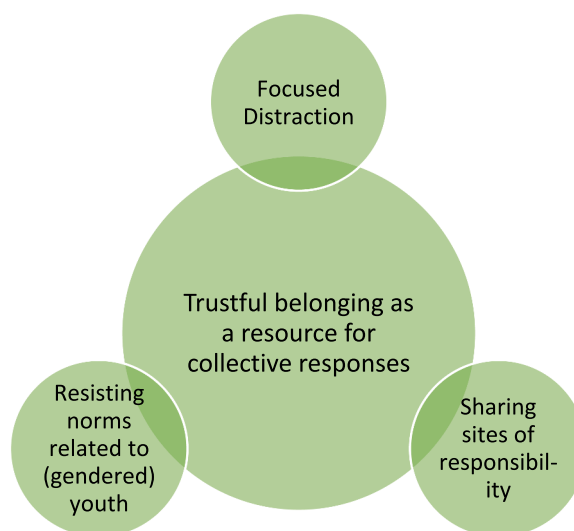 Focused
Distraction
Trustful belonging as
a resource for
collective responses
Resisting
norms
related to
(gendered)
youth
Sharing
sites of
responsibil-
ity